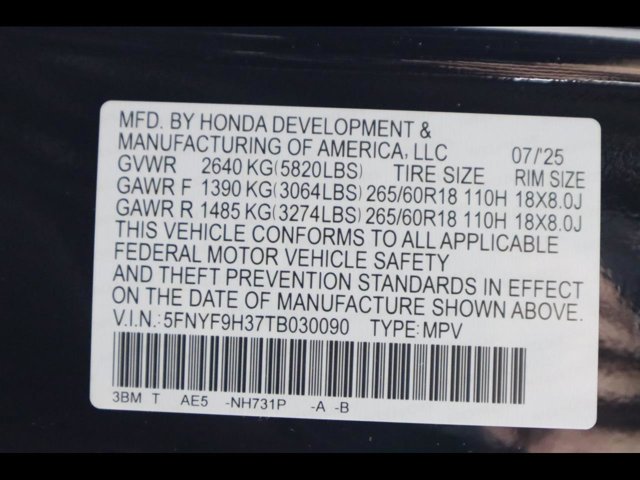 MFD. BY HONDA DEVELOPMENT &
MANUFACTURING OF AMERICA, LLC 07/'25
GVWR 2640 KG(5820LBS) TIRE SIZE RIM SIZE
GAWR F 1390 KG(3064LBS) 265/60R18 110H 18X8.0J
GAWR R 1485 KG(3274LBS) 265/60R18 110H 18X8.0J
THIS VEHICLE CONFORMS TO ALL APPLICABLE
FEDERAL MOTOR VEHICLE SAFETY
AND THEFT PREVENTION STANDARDS IN EFFECT
ON THE DATE OF MANUFACTURE SHOWN ABOVE.
V.I.N.: 5FNYF9H37TB030090 TYPE: MPV
3BM T AE5 -NH731P -A -B